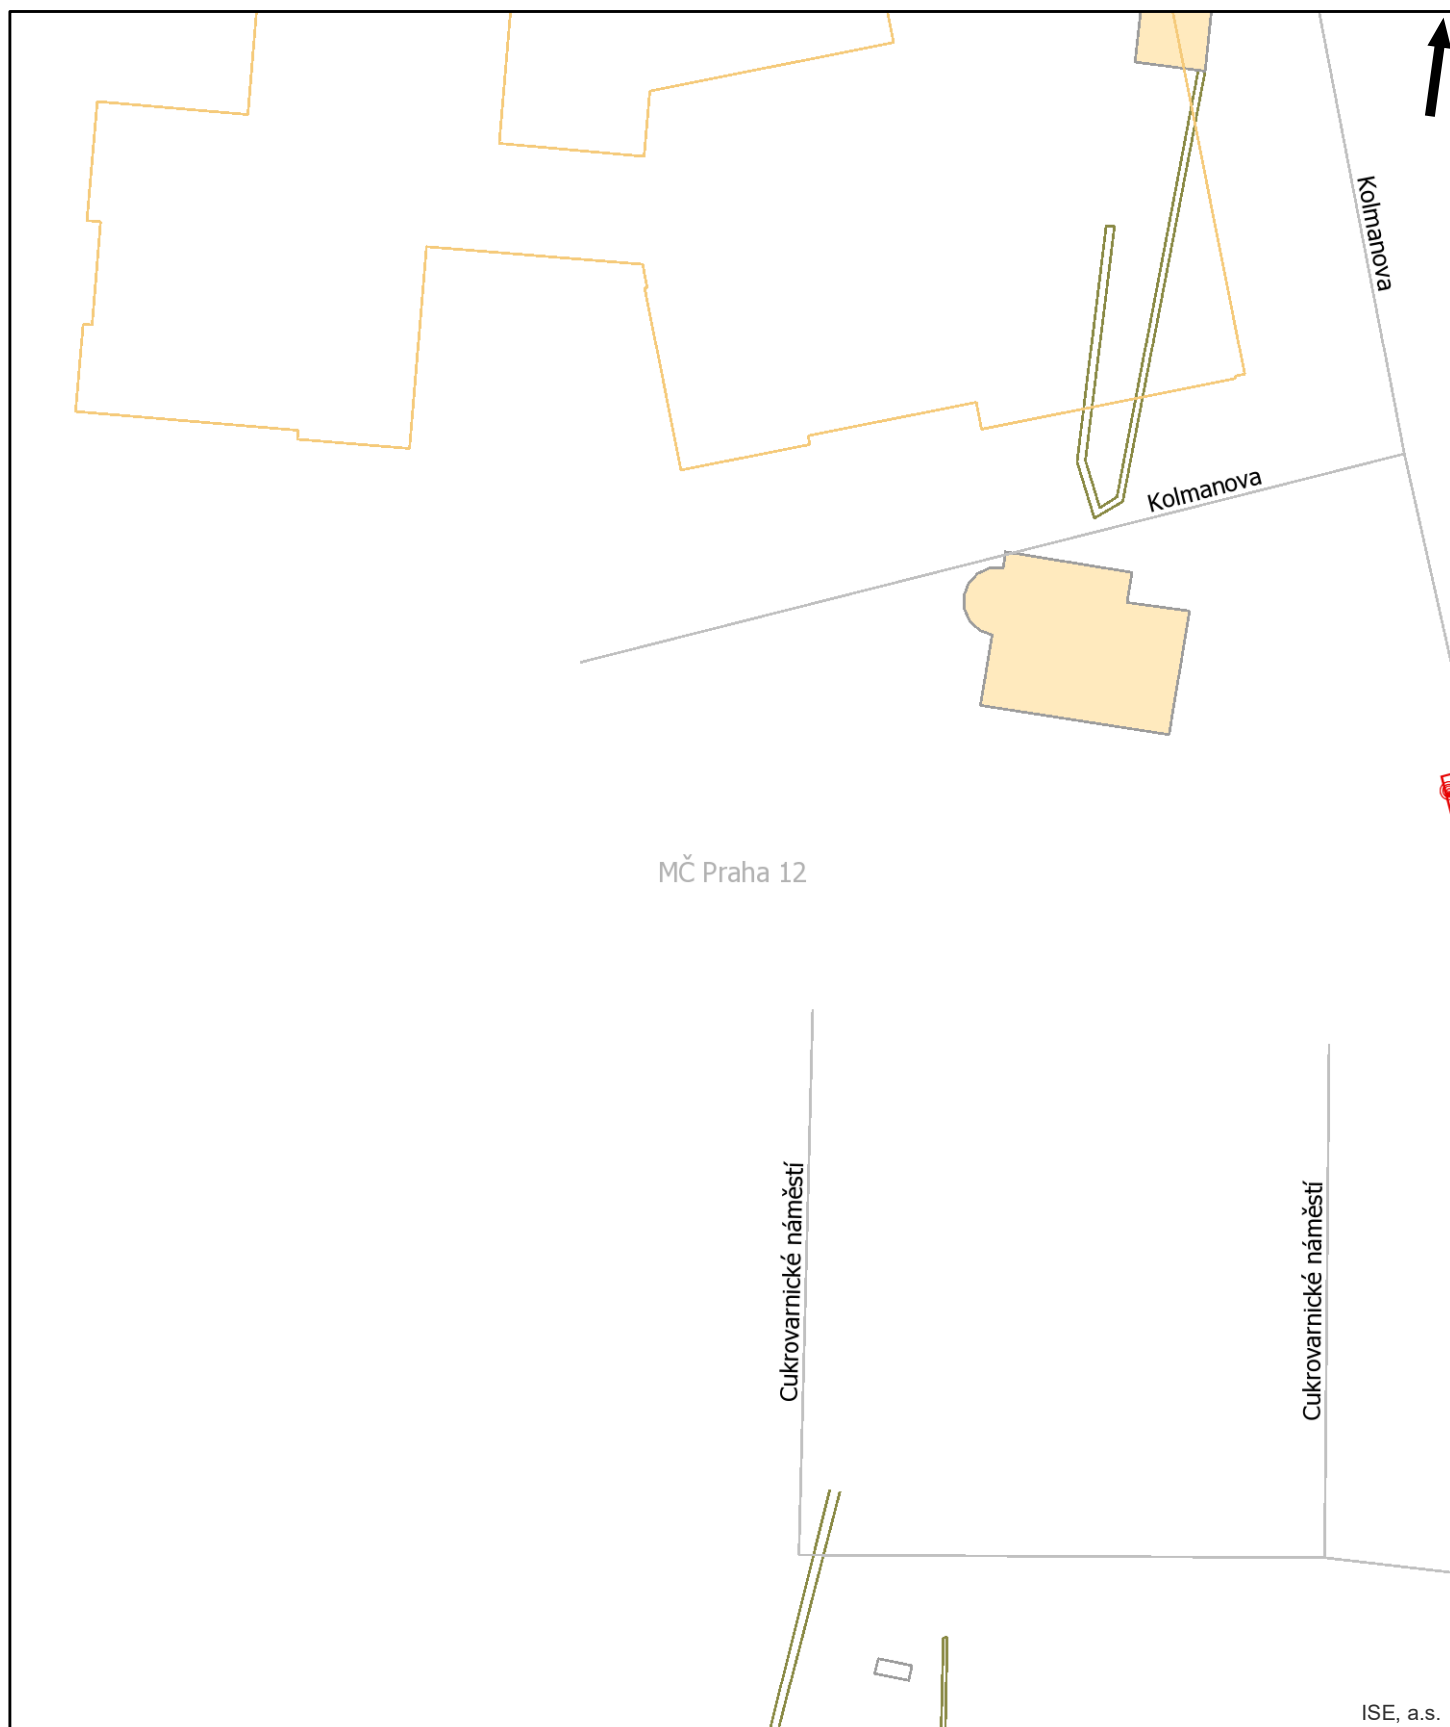 Kolmanova
Kolmanova
MČ Praha 12
Cukrovarnické náměstí
Cukrovarnické náměstí
ISE, a.s.